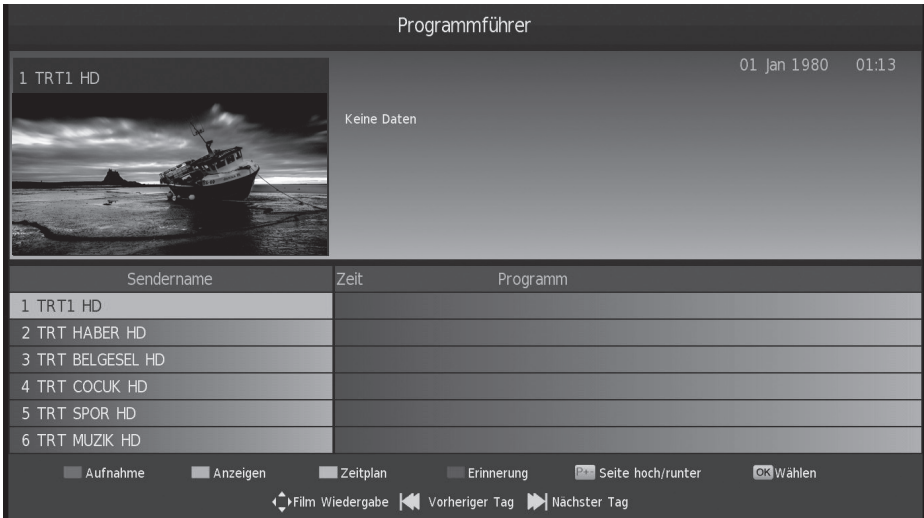 Programmführer
01 Jan 1980 01:13
1 TRT1 HD
Keine Daten
Sendername Zeit Programm
1 TRT1 HD
2 TRT HABER HD
3 TRT BELGESEL HD
4 TRT COCUK HD
5 TRT SPOR HD
6 TRT MUZIK HD
Aufnahme Anzeigen Zeitplan Erinnerung P+- Seite hoch/runter OK Wählen
Film Wiedergabe Vorheriger Tag Nächster Tag